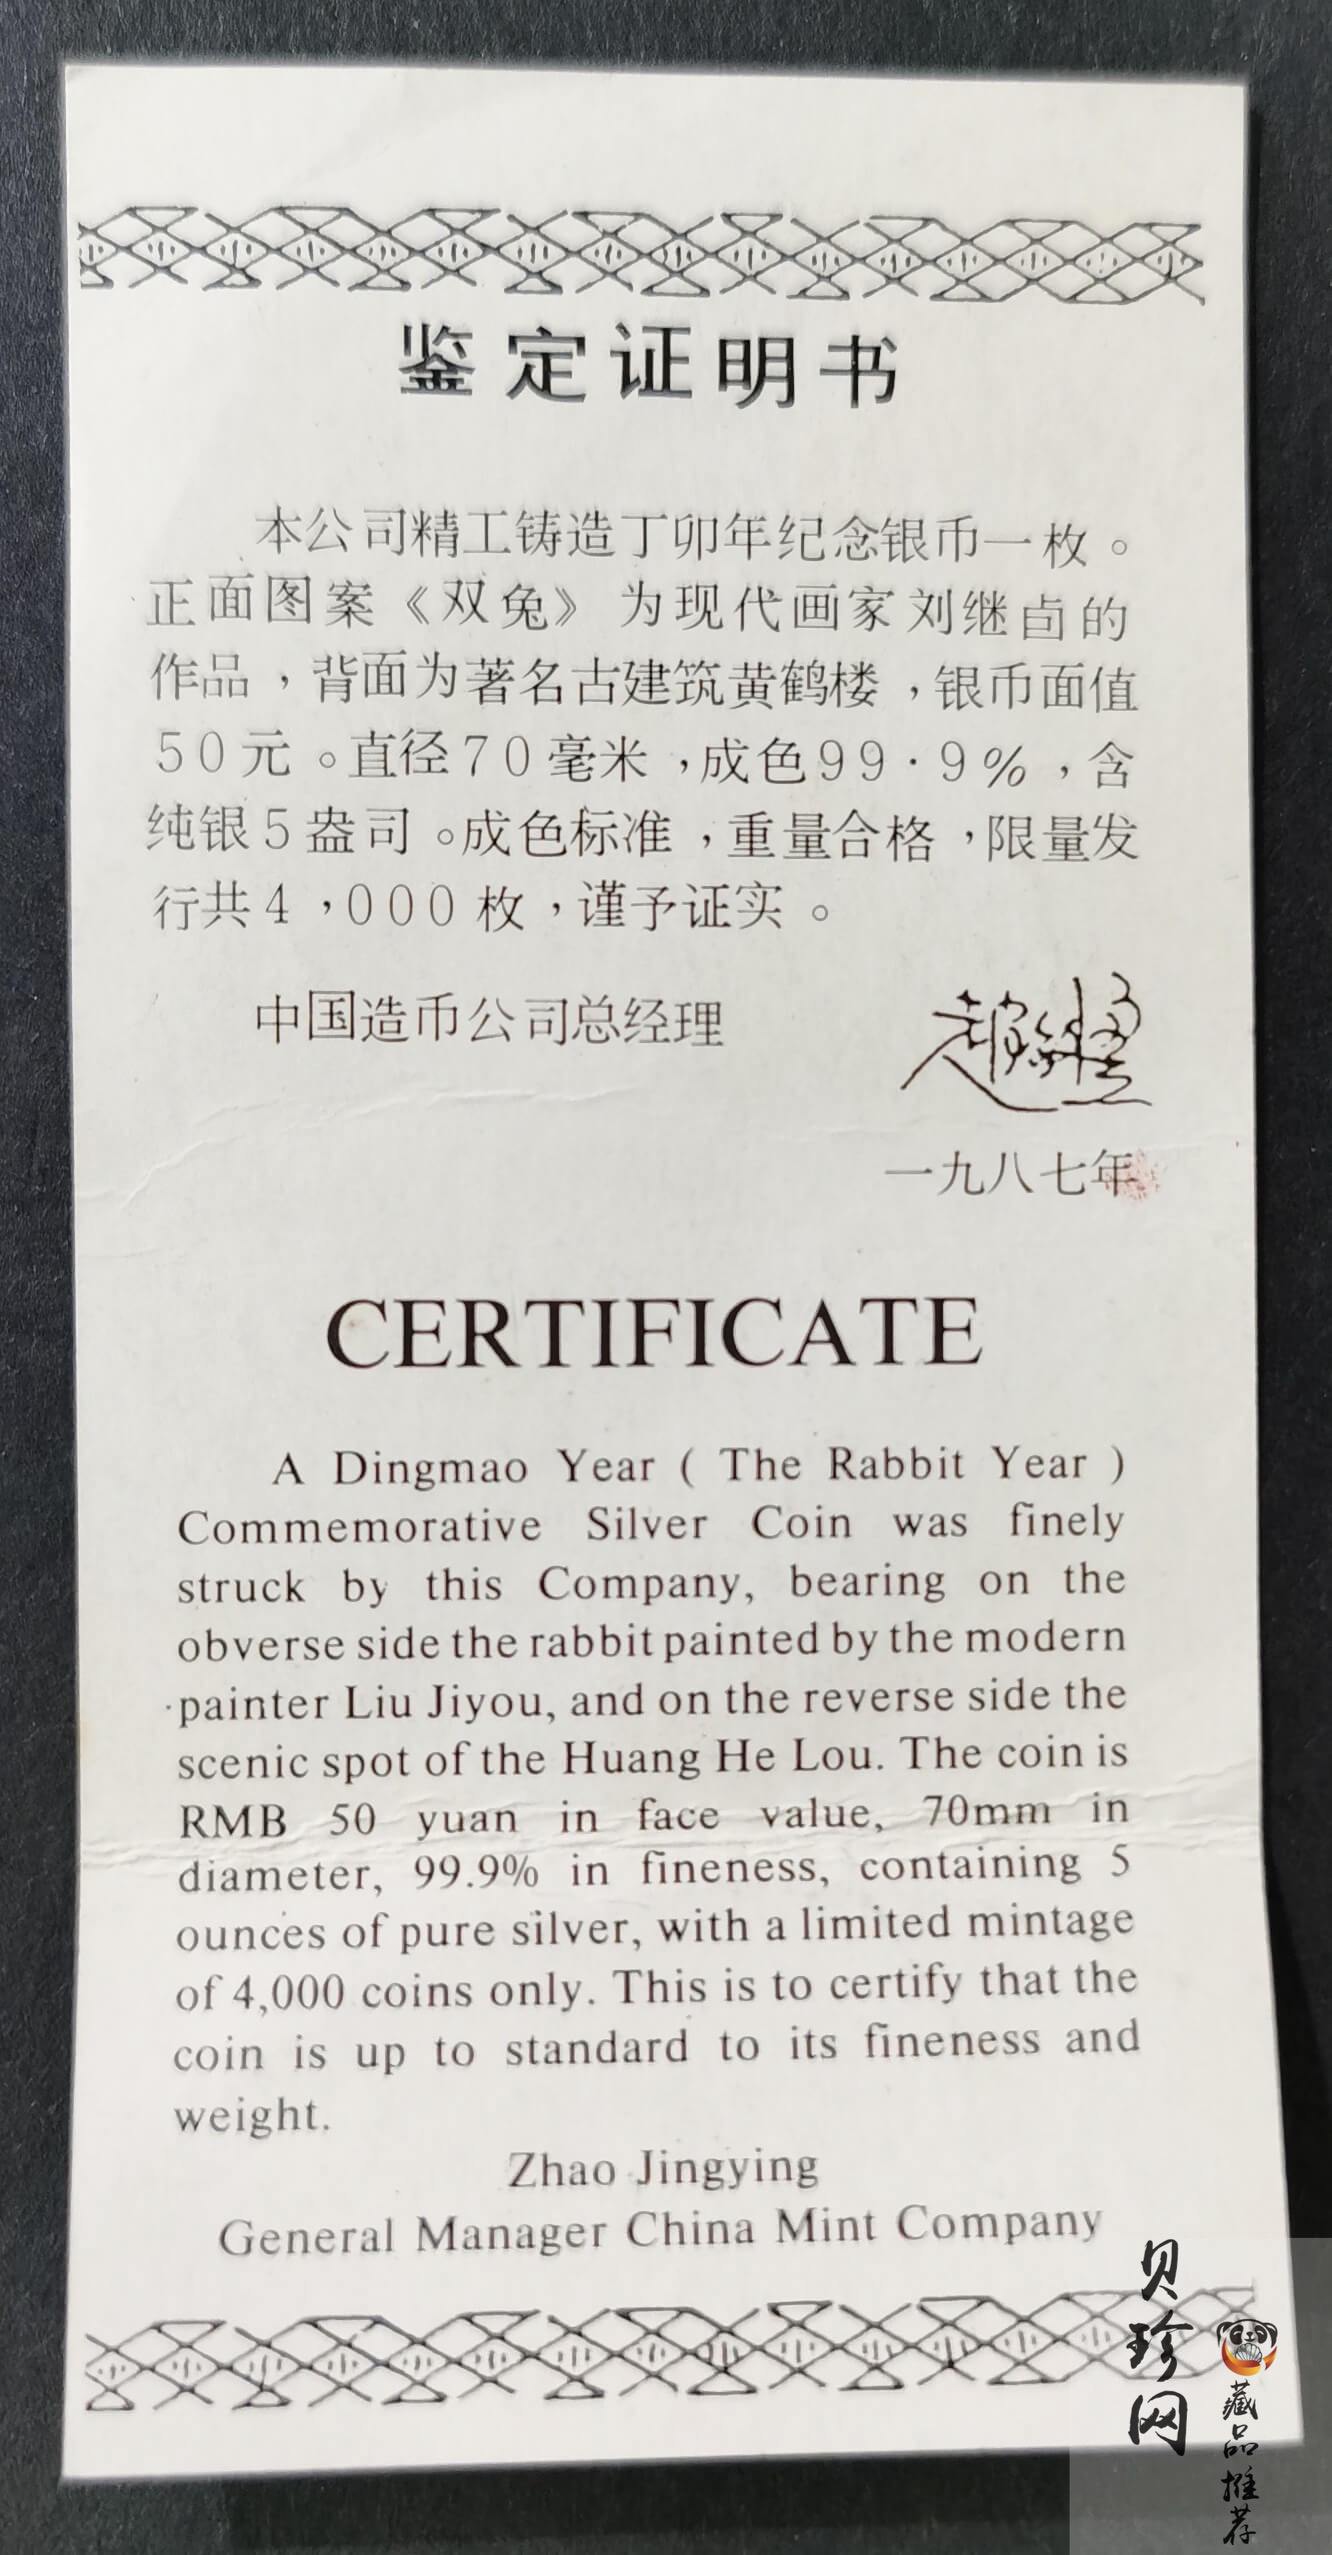 鉴定证明书
本公司精工铸造丁卯年纪念银币一枚。
正面图案《双兔》为现代画家刘继卣的
作品，背面为著名古建筑黄鹤楼，银币面值
50元。直径70毫米，成色99·9%，含
纯银5盎司。成色标准，重量合格，限量发
行共4，000枚，谨予证实。
中国造币公司总经理
一九八七年
CERTIFICATE
A Dingmao Year ( The Rabbit Year )
Commemorative Silver Coin was finely
struck by this Company, bearing on the
obverse side the rabbit painted by the modern
painter Liu Jiyou, and on the reverse side the
scenic spot of the Huang He Lou. The coin is
RMB 50 yuan in face value, 70mm in
diameter, 99.9% in fineness, containing 5
ounces of pure silver, with a limited mintage
of 4,000 coins only. This is to certify that the
coin is up to standard to its fineness and
weight.
Zhao Jingying
General Manager China Mint Company
贝珍网
藏品推荐